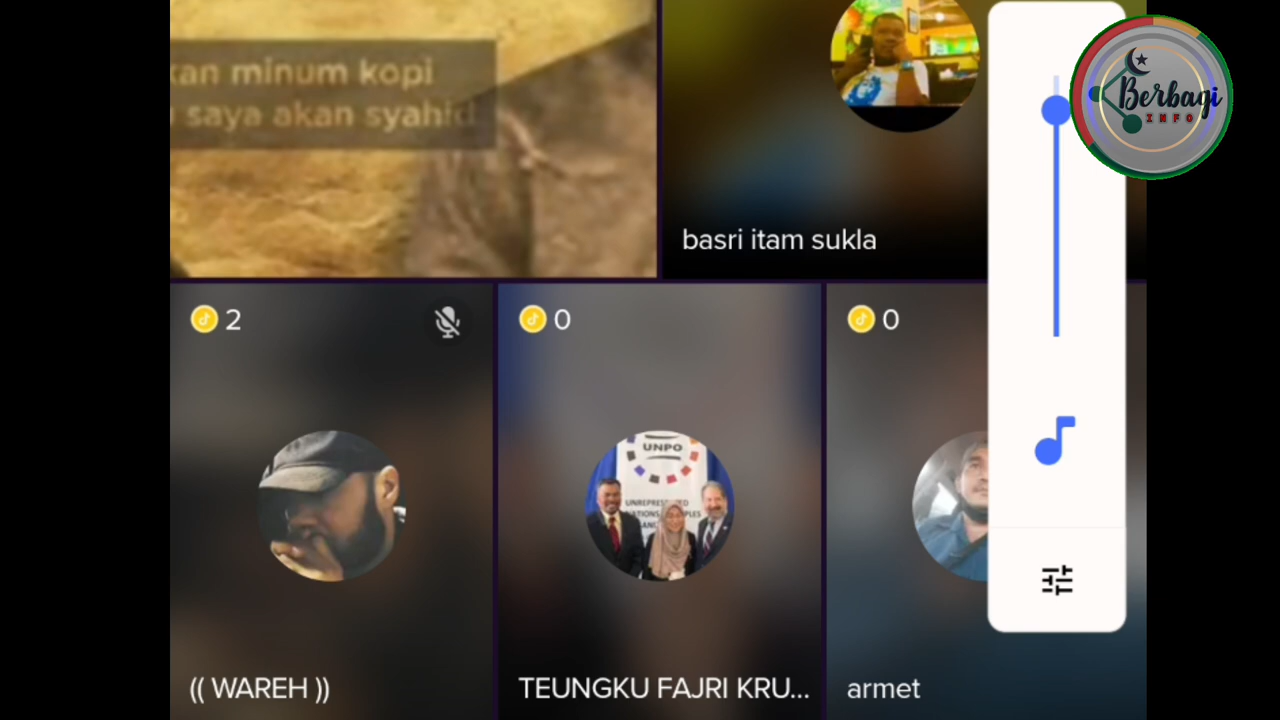 kan minum kopi
saya akan syahid
Berbagi
INFO
basri itam sukla
2
0
0
UNPO
(( WAREH ))
TEUNGKU FAJRI KRU...
armet